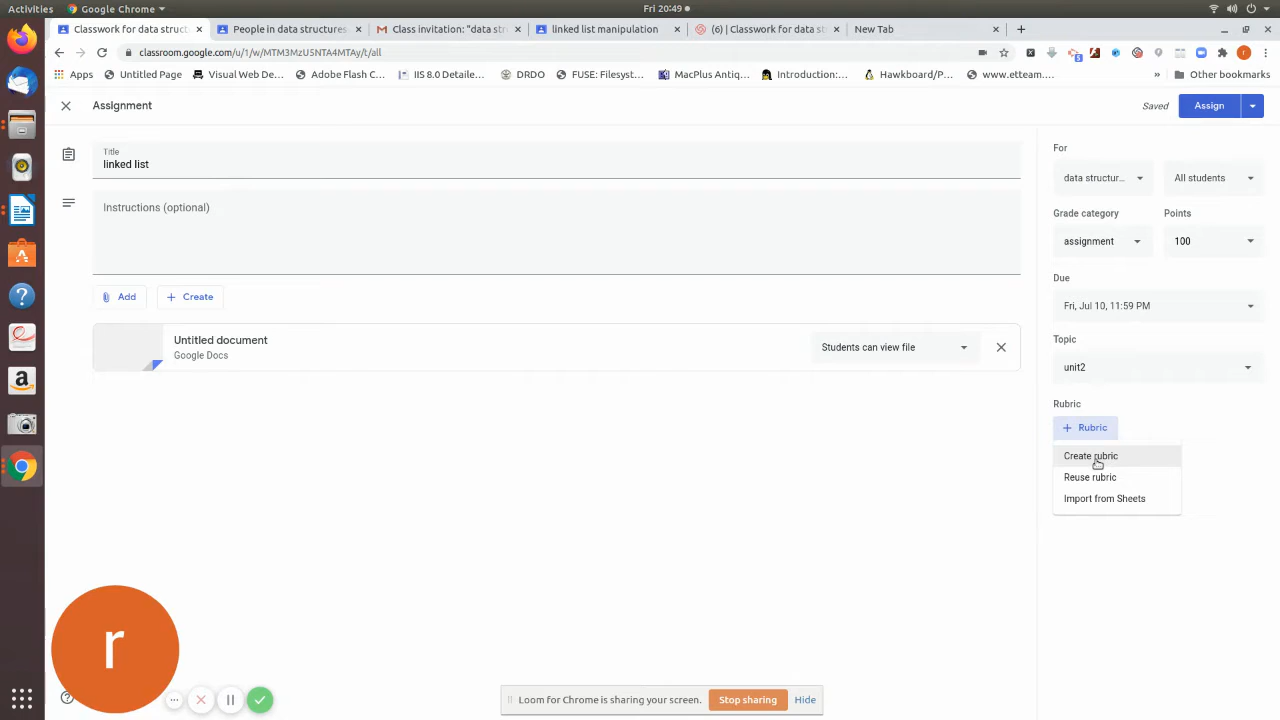 Activities
Google Chrome
Fri 20:49
Classwork for data structures
People in data structures
Class invitation: "data str
linked list manipulation
(6) | Classwork for data st
New Tab
classroom.google.com/u/1/w/MTM3MzU5NTA4MTAy/t/all
Apps
Untitled Page
Visual Web De...
Adobe Flash C...
IIS 8.0 Detaile...
DRDO
FUSE: Filesyst...
MacPlus Antiq...
Introduction:...
Hawkboard/P...
www.etteam....
»
Other bookmarks
Assignment
Saved
Assign
Title
linked list
Instructions (optional)
Add
+ Create
Untitled document
Google Docs
Students can view file
For
data structur...
All students
Grade category
Points
assignment
100
Due
Fri, Jul 10, 11:59 PM
Topic
unit2
Rubric
+ Rubric
Create rubric
Reuse rubric
Import from Sheets
r
Loom for Chrome is sharing your screen.
Stop sharing
Hide